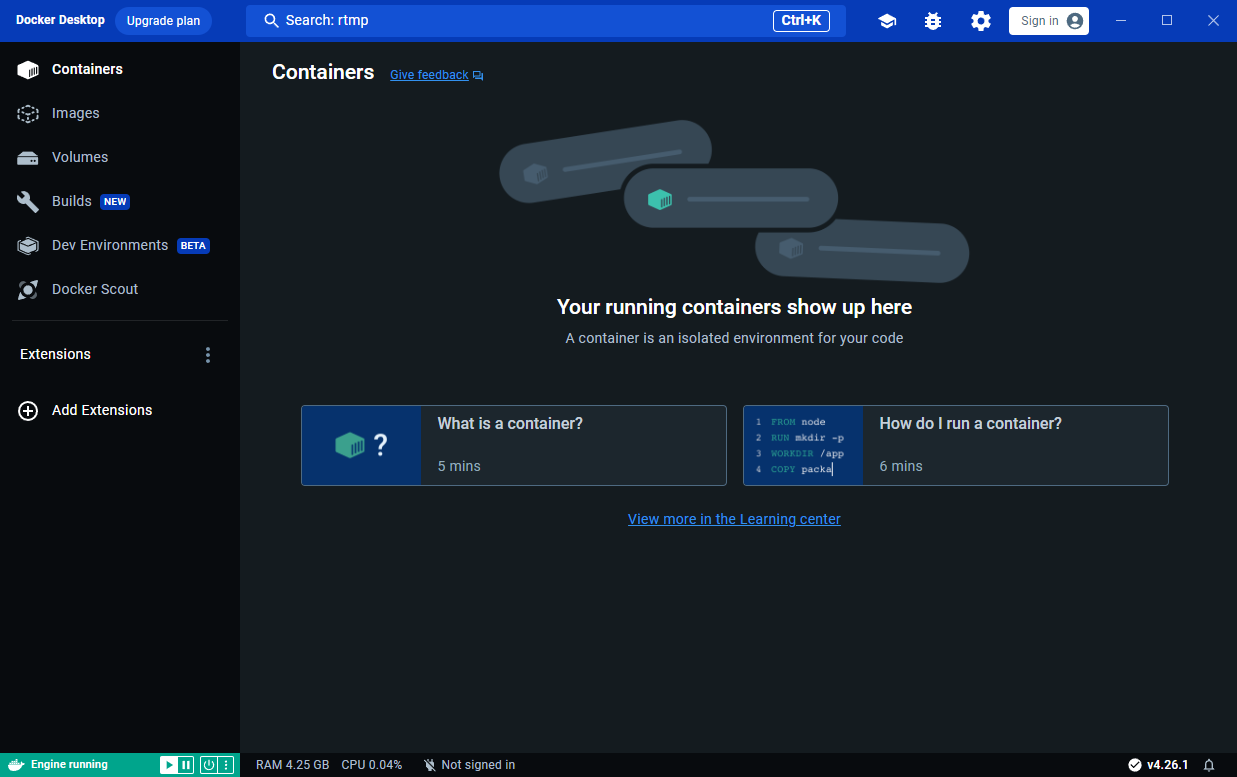 Docker Desktop
Upgrade plan
Search: rtmp
Ctrl+K
Sign in
Containers
Images
Volumes
Builds NEW
Dev Environments BETA
Docker Scout
Extensions
Add Extensions
Containers
Give feedback
Your running containers show up here
A container is an isolated environment for your code
?
What is a container?
5 mins
1 FROM node
2 RUN mkdir -p
3 WORKDIR /app
4 COPY packa
How do I run a container?
6 mins
View more in the Learning center
Engine running
RAM 4.25 GB
CPU 0.04%
Not signed in
v4.26.1